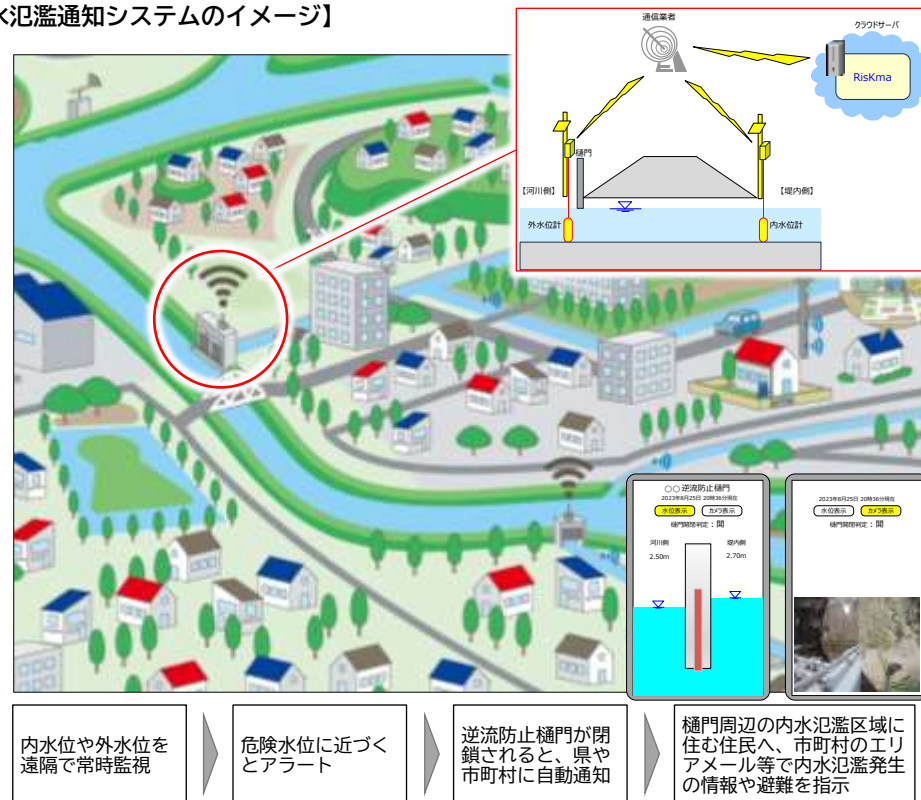 水氾濫通知システムのイメージ】
通信業者
クラウドサーバ
RisKma
樋門
【河川側】
【堤内側】
外水位計
内水位計
○○逆流防止樋門
2023年8月25日 20時36分現在
水位表示 カメラ表示
樋門開閉判定：開
河川側 堤内側
2.50m 2.70m
2023年8月25日 20時36分現在
水位表示 カメラ表示
樋門開閉判定：開
内水位や外水位を
遠隔で常時監視
危険水位に近づく
とアラート
逆流防止樋門が閉
鎖されると、県や
市町村に自動通知
樋門周辺の内水氾濫区域に
住む住民へ、市町村のエリ
アメール等で内水氾濫発生
の情報や避難を指示